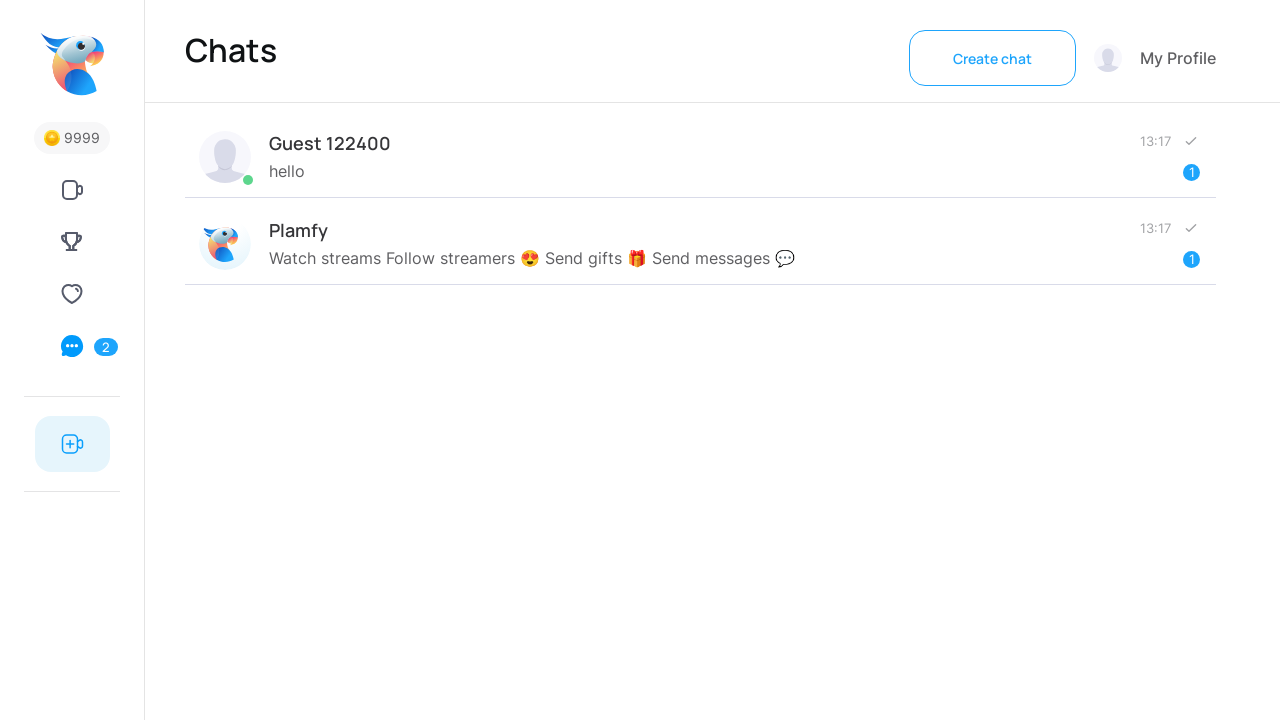 Chats
Create chat
My Profile
9999
Guest 122400
13:17
hello
1
Plamfy
13:17
Watch streams Follow streamers 😍 Send gifts 🎁 Send messages 💬
1
2